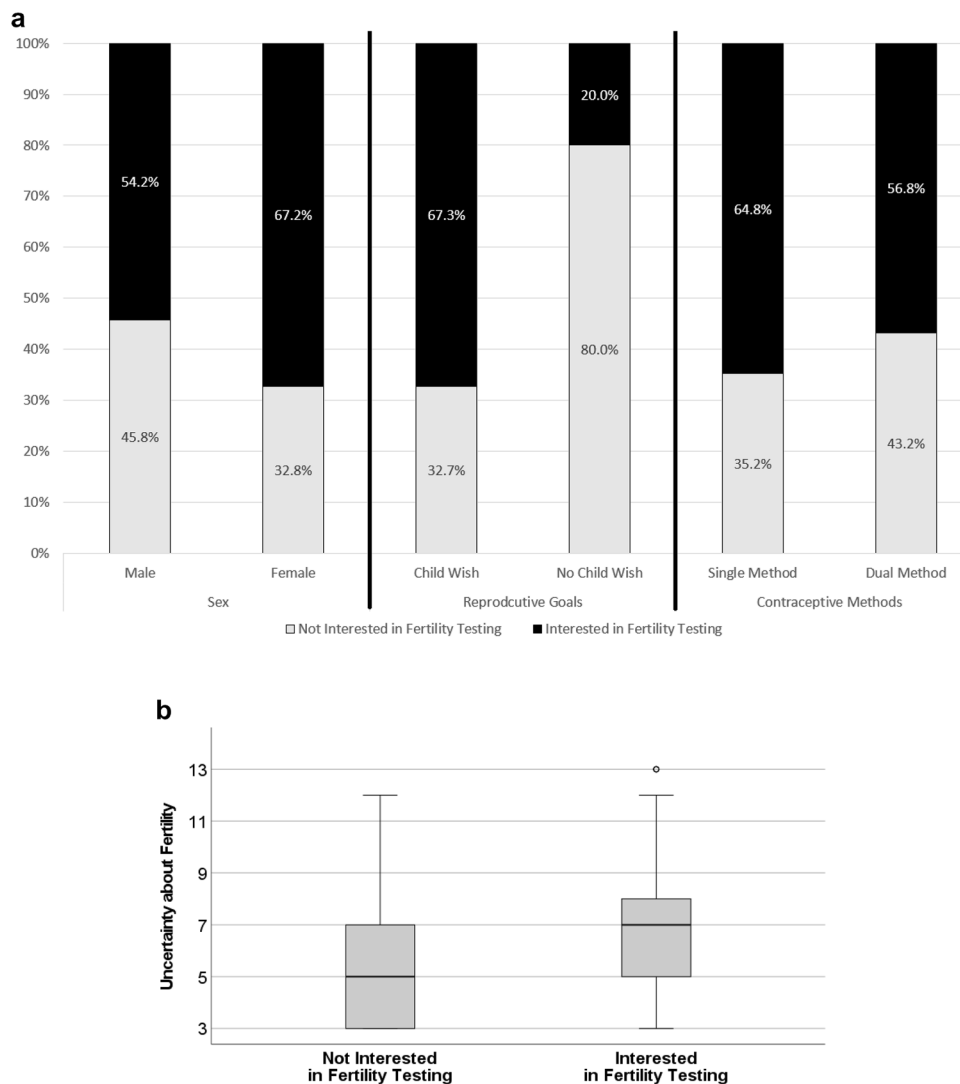 a
100%
90%
80%
70%
60%
50%
40%
30%
20%
10%
0%
54.2%
45.8%
67.2%
32.8%
67.3%
32.7%
20.0%
80.0%
64.8%
35.2%
56.8%
43.2%
Male Female Child Wish No Child Wish Single Method Dual Method
Sex Reprodcutive Goals Contraceptive Methods
Not Interested in Fertility Testing Interested in Fertility Testing
b
Uncertainty about Fertility
13
11
9
7
5
3
Not Interested
in Fertility Testing
Interested
in Fertility Testing